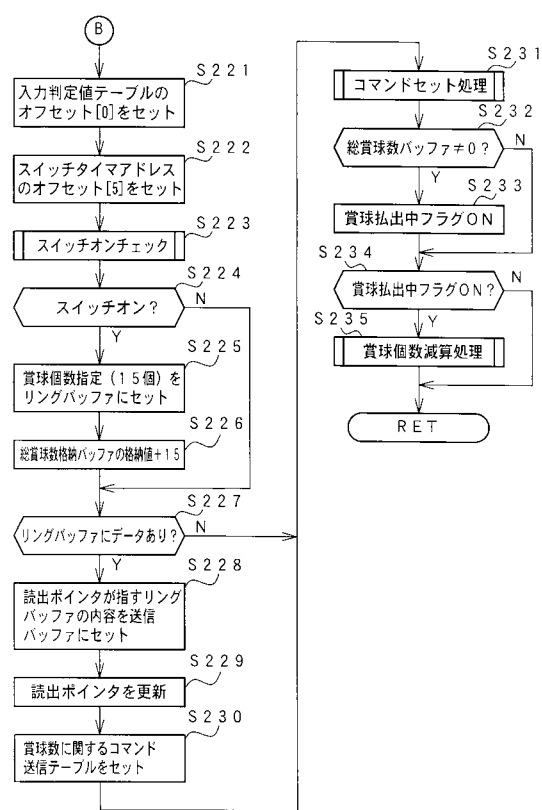 B
S221
入力判定値テーブルの
オフセット[0]をセット
S222
スイッチタイマアドレス
のオフセット[5]をセット
S223
スイッチオンチェック
S224
スイッチオン？
N
Y
S225
賞球個数指定（15個）を
リングバッファにセット
S226
総賞球数格納バッファの格納値+15
S227
リングバッファにデータあり？
N
Y
S228
読出ポインタが指すリング
バッファの内容を送信
バッファにセット
S229
読出ポインタを更新
S230
賞球数に関するコマンド
送信テーブルをセット
S231
コマンドセット処理
S232
総賞球数バッファ≠0？
N
Y
S233
賞球払出中フラグON
S234
賞球払出中フラグON？
N
Y
S235
賞球個数減算処理
RET